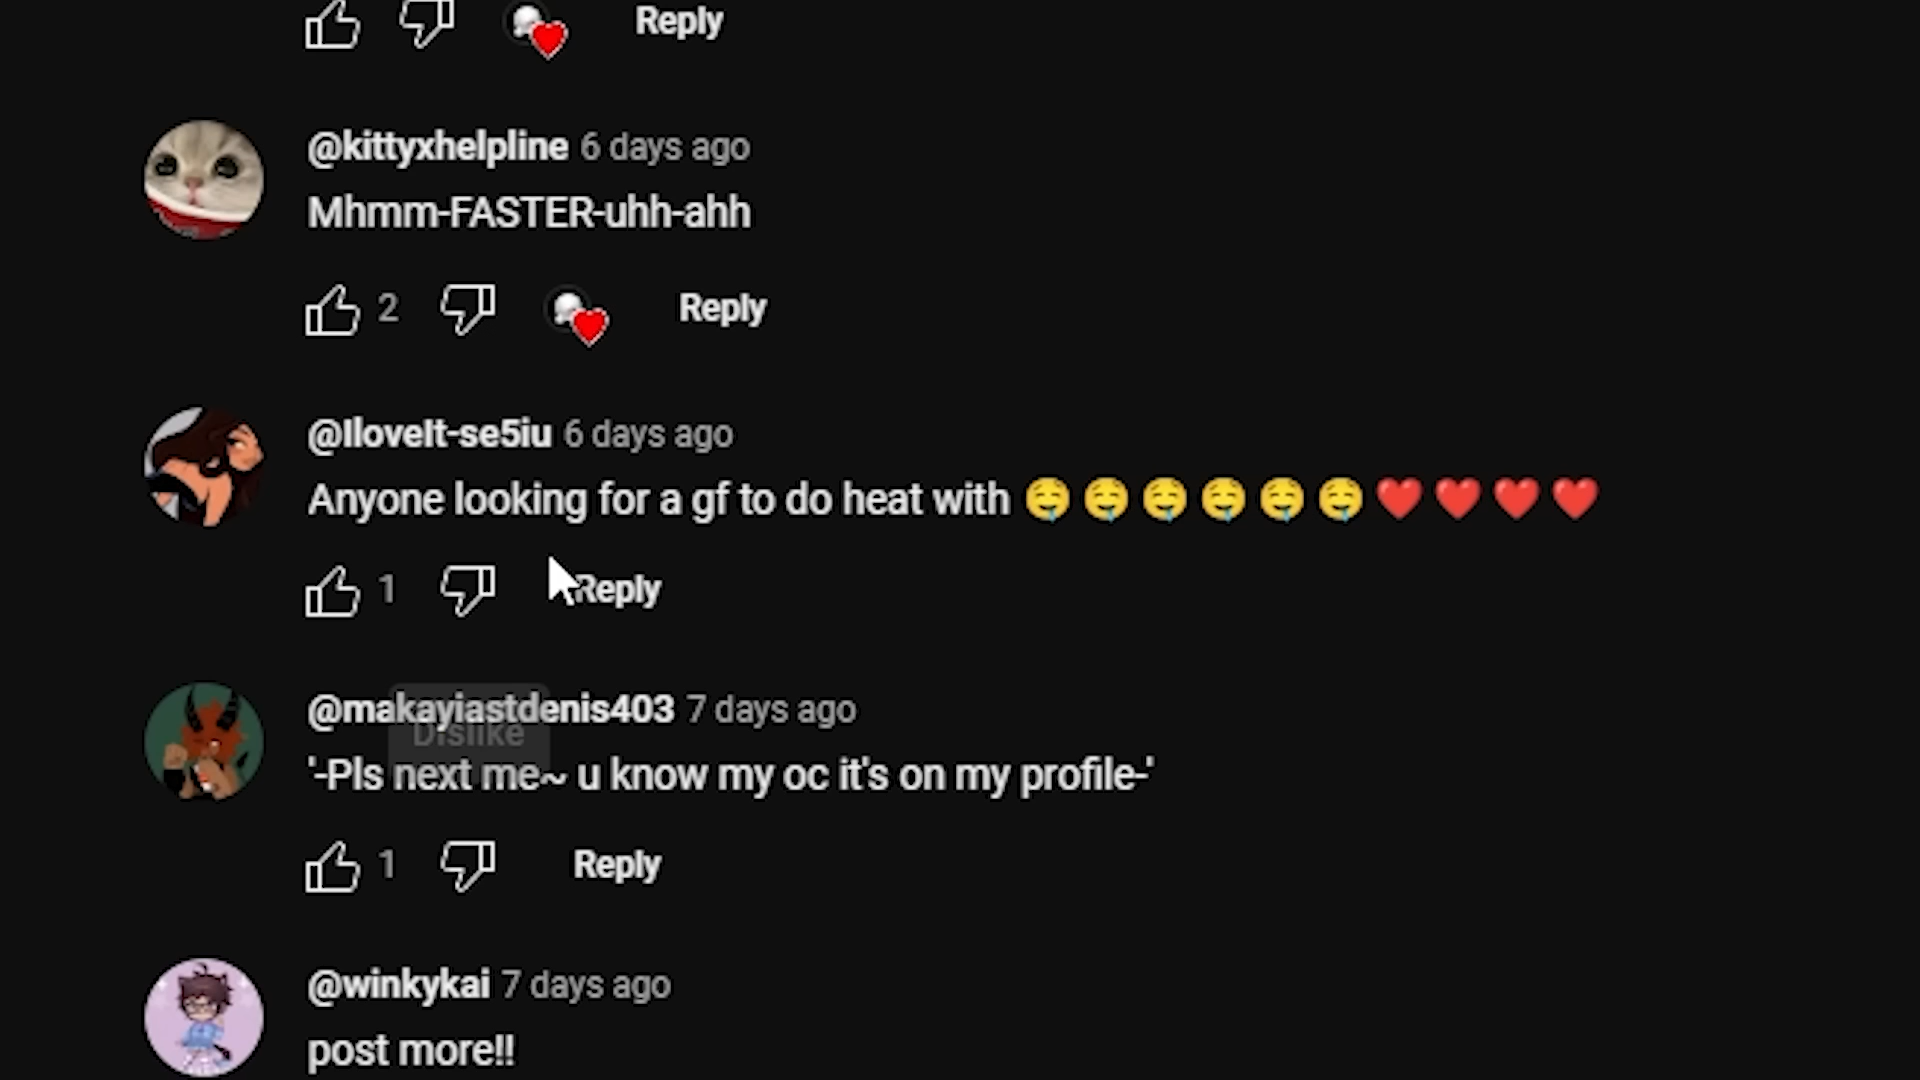 Reply
@kittyxhelpline 6 days ago
Mhmm-FASTER-uhh-ahh
2 Reply
@IloveIt-se5iu 6 days ago
Anyone looking for a gf to do heat with 🤤🤤🤤🤤🤤🤤❤️❤️❤️❤️
1 Reply
@makayiastdenis403 7 days ago
Dislike
'-Pls next me~ u know my oc it's on my profile-'
1 Reply
@winkykai 7 days ago
post more!!